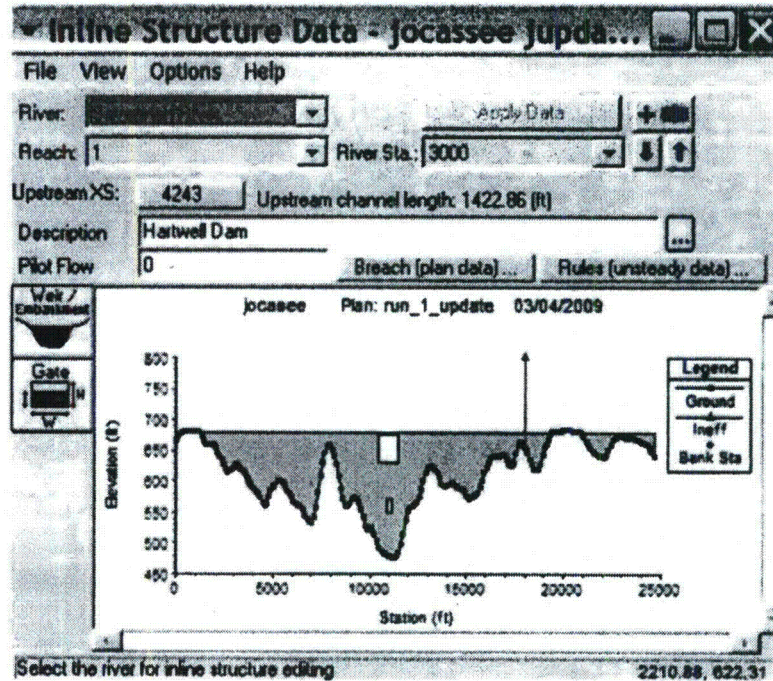 Inline Structure Data - jocassee jupda...
File View Options Help
River: Apply Data
Reach: 1 River Sta.: 3000
Upstream XS: 4243 Upstream channel length: 1422.86 (ft)
Description Hartwell Dam ...
Pilot Flow 0 Breach (plan data) ... Rules (unsteady data) ...
Weir / Embankment
Gate
H
W
jocassee Plan: run_1_update 03/04/2009
Elevation (ft)
800
750
700
650
600
550
500
450
0 5000 10000 15000 20000 25000
Station (ft)
Legend
Ground
Ineff
Bank Sta
Select the river for inline structure editing 2210.88, 622.31